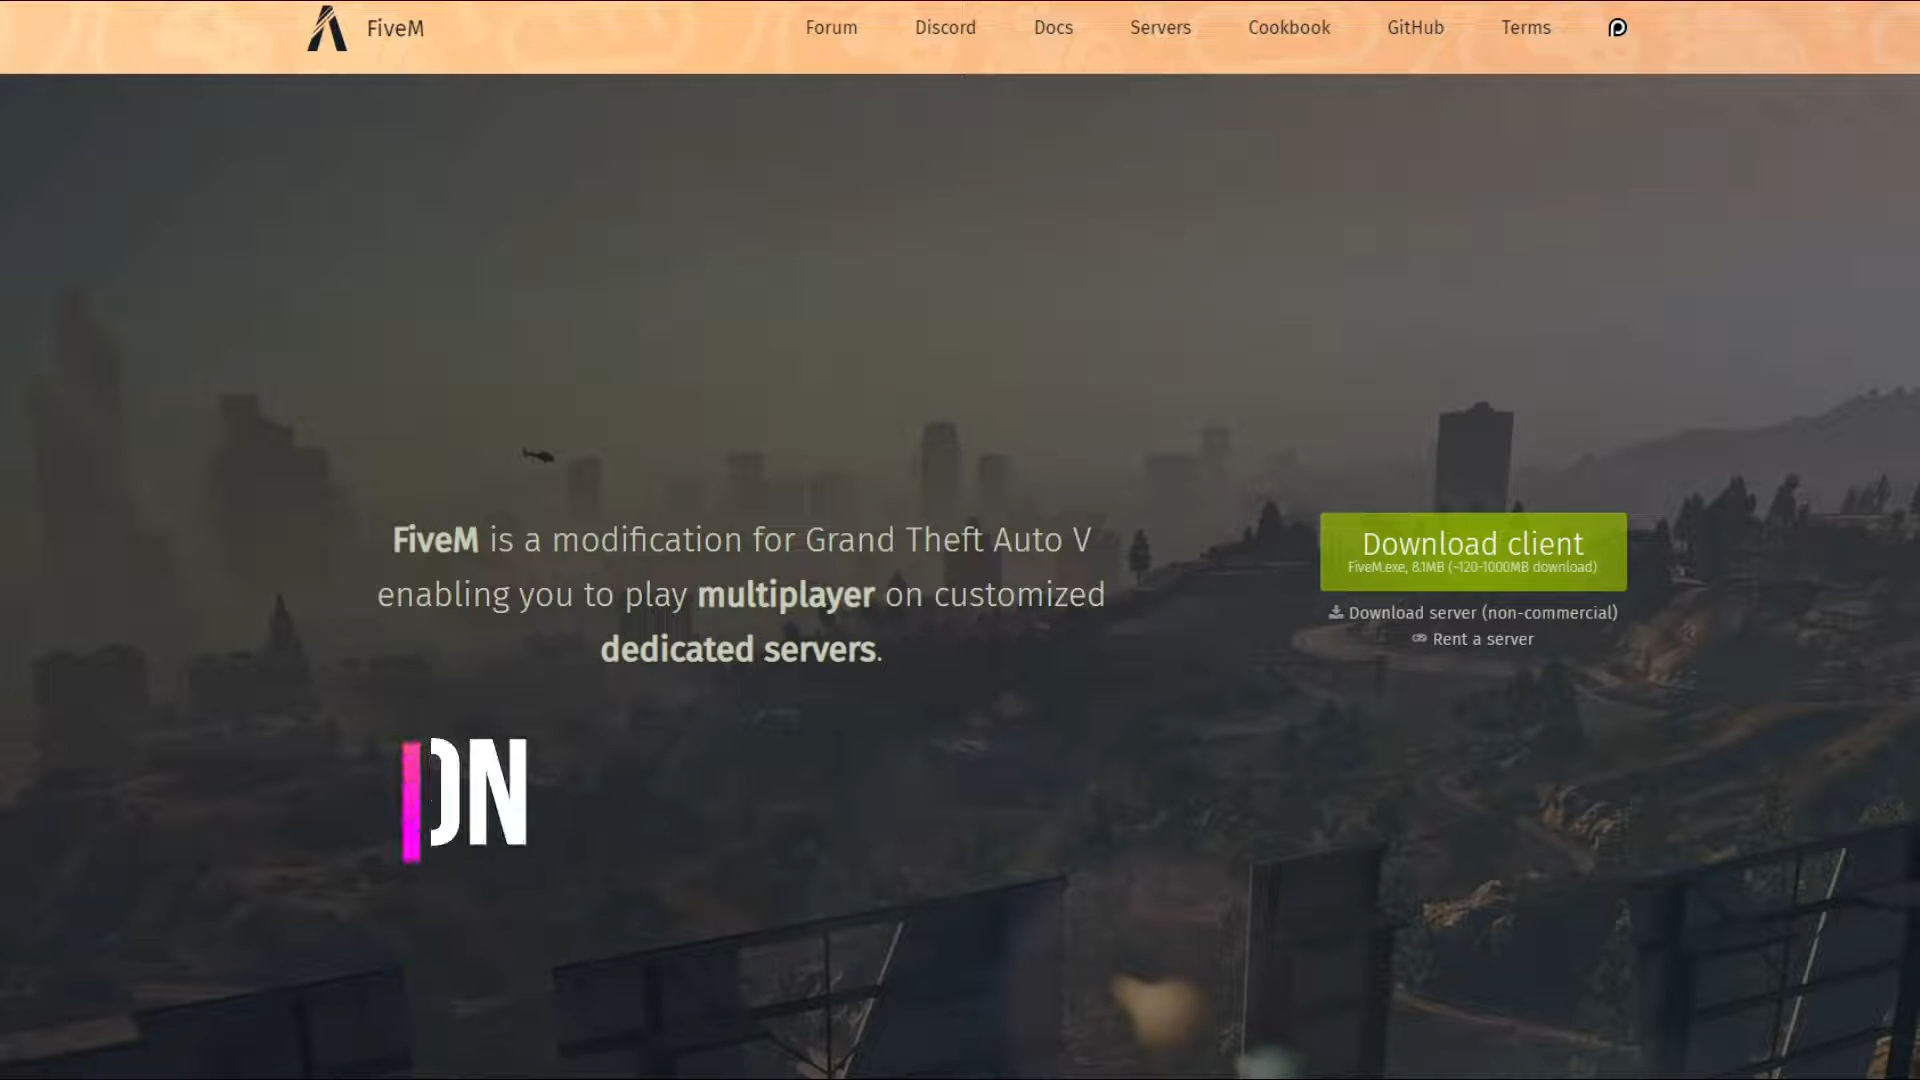 FiveM
Forum
Discord
Docs
Servers
Cookbook
GitHub
Terms
FiveM is a modification for Grand Theft Auto V
enabling you to play multiplayer on customized
dedicated servers.
Download client
FiveM.exe, 8.1MB (~120-1000MB download)
Download server (non-commercial)
Rent a server
ON